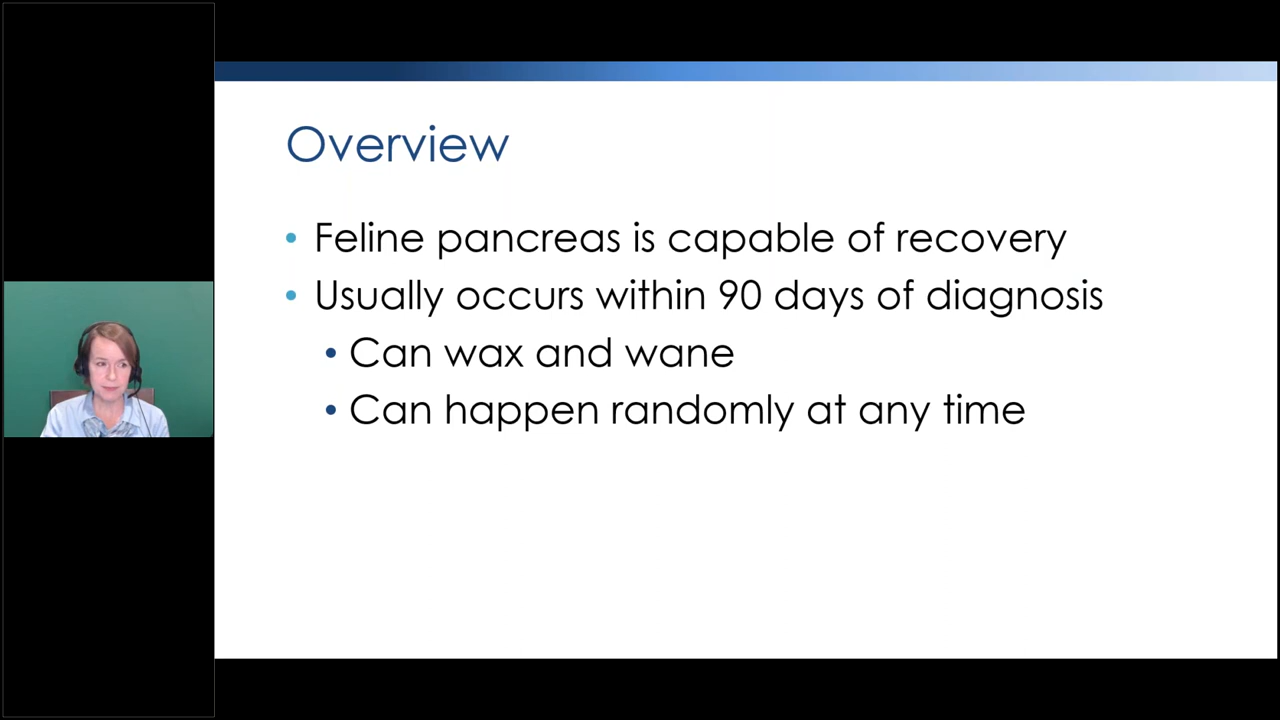 Overview
• Feline pancreas is capable of recovery
• Usually occurs within 90 days of diagnosis
• Can wax and wane
• Can happen randomly at any time